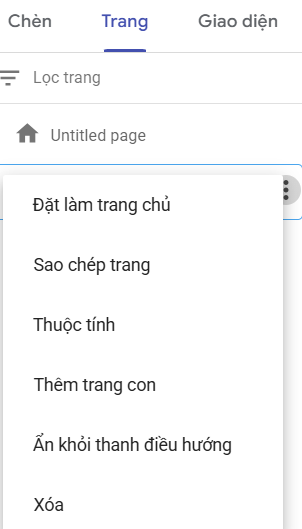 Chèn Trang Giao diện
Lọc trang
Untitled page
Đặt làm trang chủ
Sao chép trang
Thuộc tính
Thêm trang con
Ẩn khỏi thanh điều hướng
Xóa